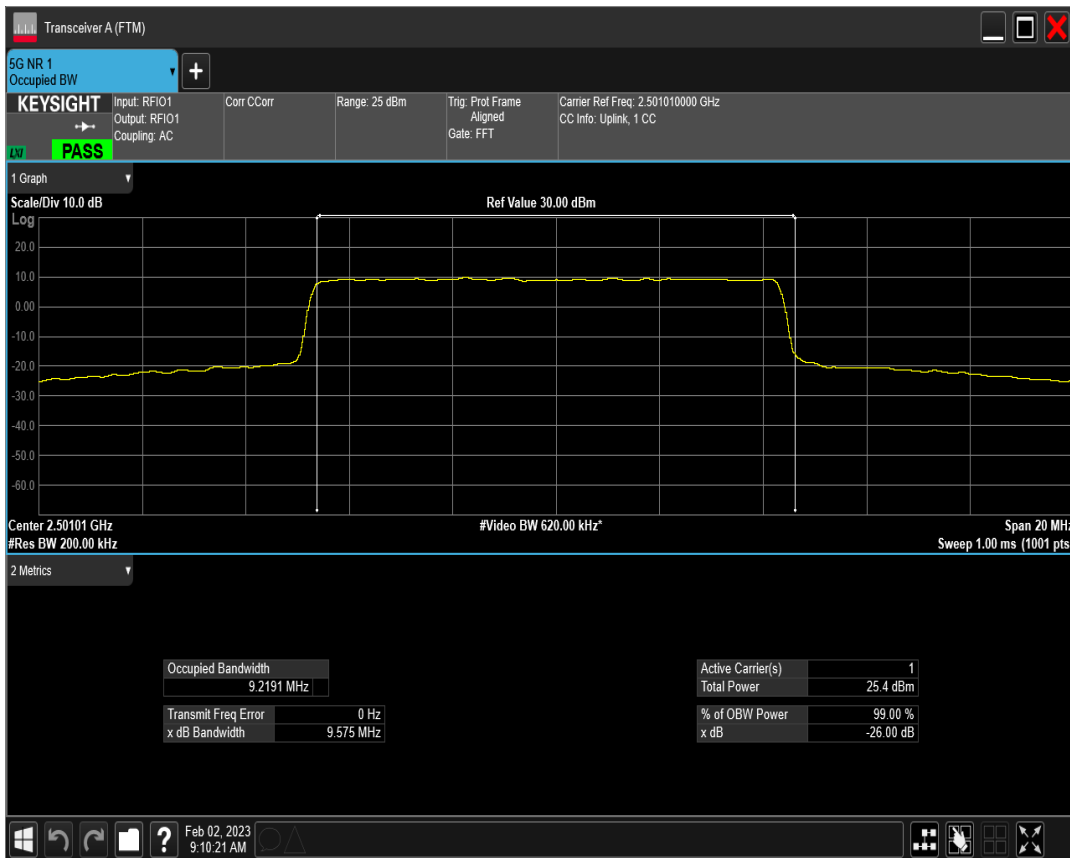 Transceiver A (FTM)
5G NR 1
Occupied BW
+
KEYSIGHT
LXI
PASS
Input: RFIO1
Output: RFIO1
Coupling: AC
Corr CCorr
Range: 25 dBm
Trig: Prot Frame
Aligned
Gate: FFT
Carrier Ref Freq: 2.501010000 GHz
CC Info: Uplink, 1 CC
1 Graph
Scale/Div 10.0 dB
Ref Value 30.00 dBm
Log
20.0
10.0
0.00
-10.0
-20.0
-30.0
-40.0
-50.0
-60.0
Center 2.50101 GHz
#Video BW 620.00 kHz*
Span 20 MHz
#Res BW 200.00 kHz
Sweep 1.00 ms (1001 pts
2 Metrics
Occupied Bandwidth
9.2191 MHz
Transmit Freq Error 0 Hz
x dB Bandwidth 9.575 MHz
Active Carrier(s) 1
Total Power 25.4 dBm
% of OBW Power 99.00 %
x dB -26.00 dB
?
Feb 02, 2023
9:10:21 AM